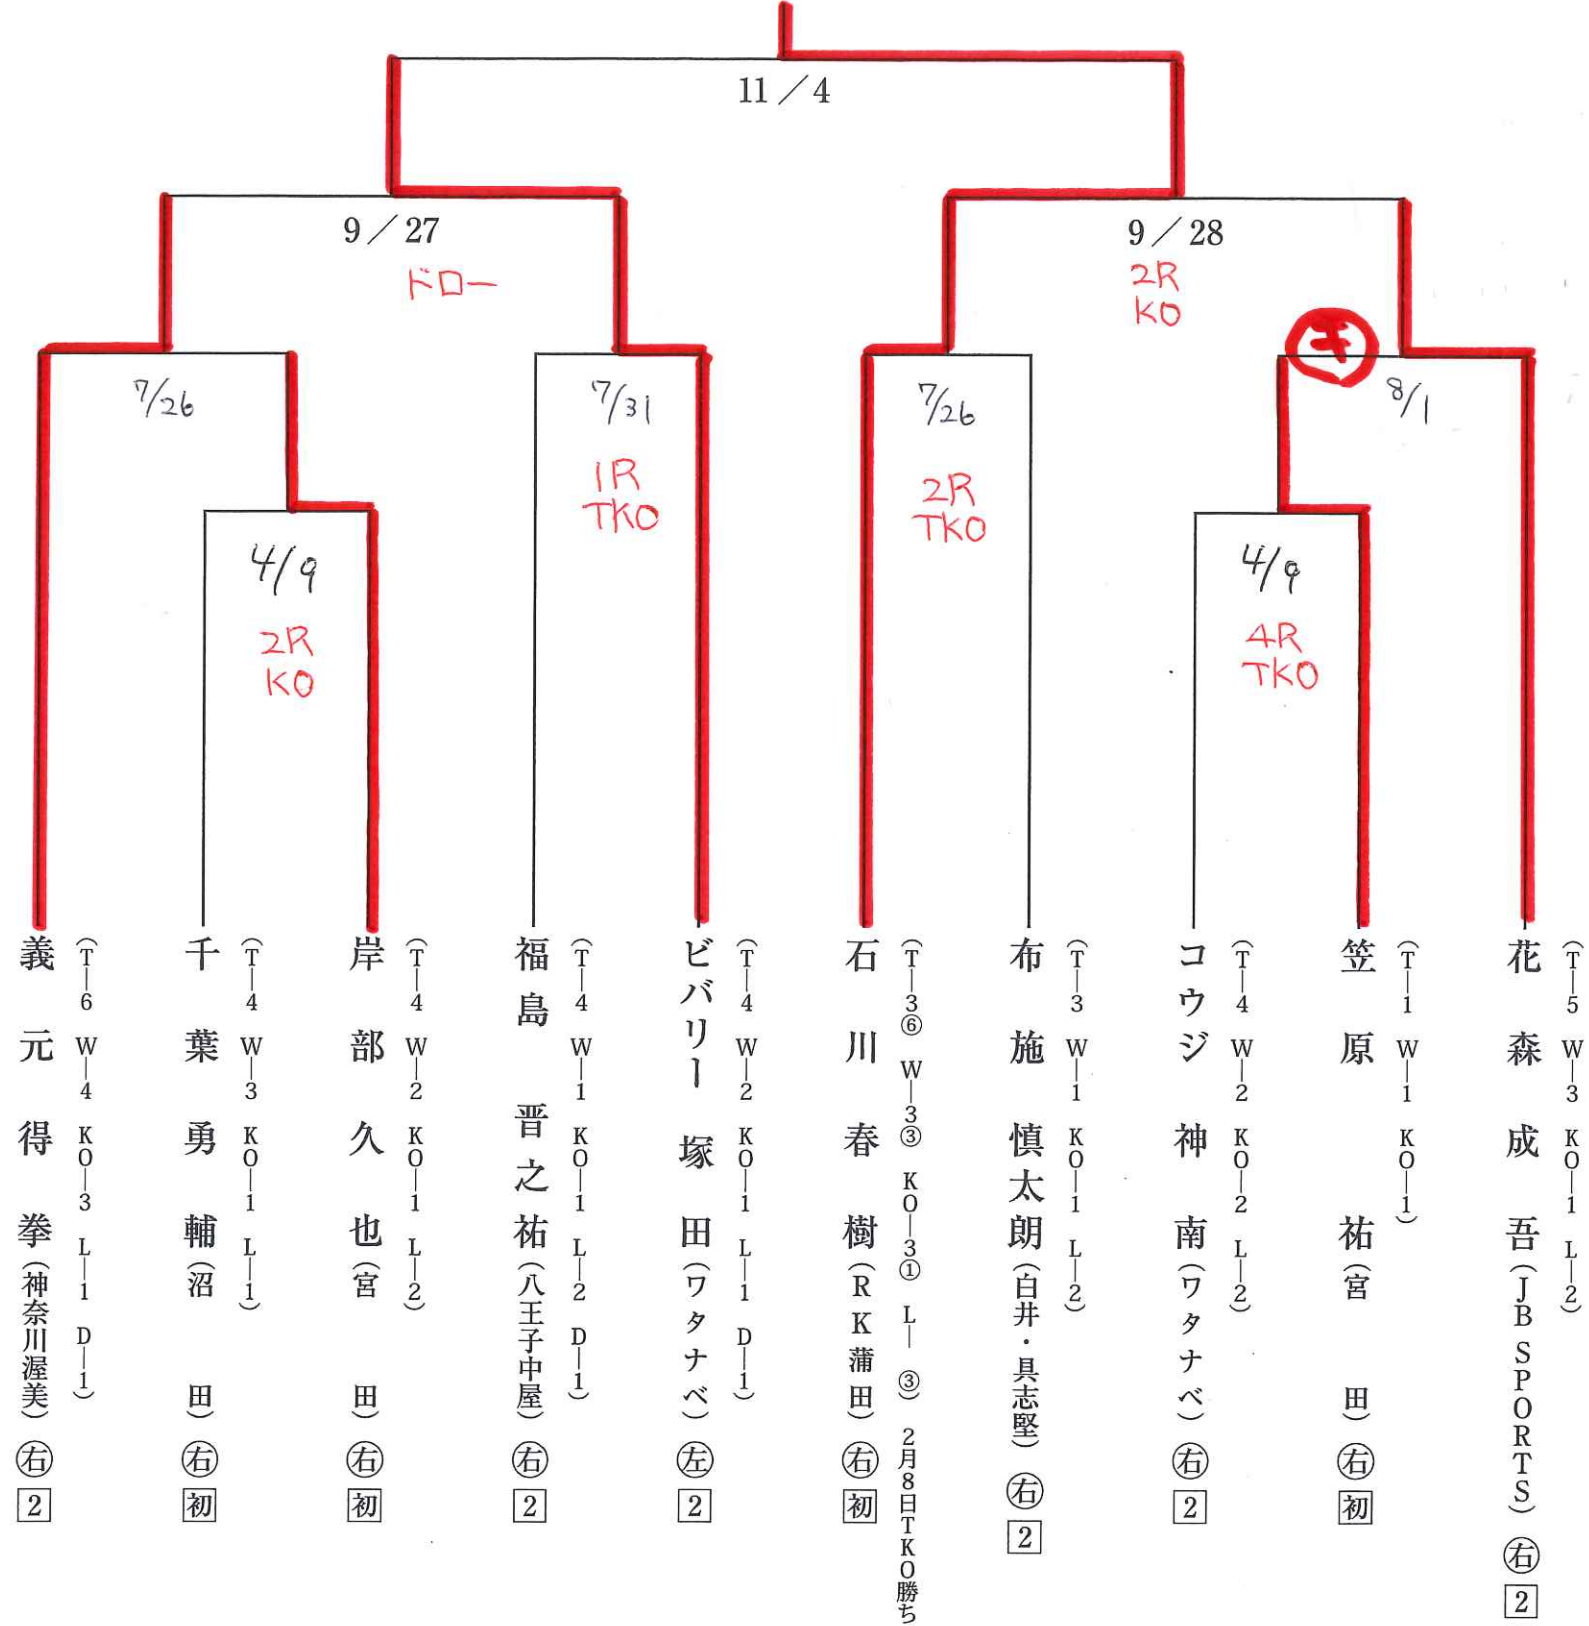 11／4
9／27
ドロー
9／28
2R
KO
7/26
7/31
1R
TKO
7/26
2R
TKO
キ
8/1
4/9
2R
KO
4/9
4R
TKO
義元得拳（神奈川渥美）㊨2
（T―6 W―4 KO―3 L―1 D―1）
千葉勇輔（沼田）㊨初
（T―4 W―3 KO―1 L―1）
岸部久也（宮田）㊨初
（T―4 W―2 KO―1 L―2）
福島晋之祐（八王子中屋）㊨2
（T―4 W―1 KO―1 L―2 D―1）
ビバリー塚田（ワタナベ）㊧2
（T―4 W―2 KO―1 L―1 D―1）
石川春樹（RK蒲田）㊨初
（T―3⑥ W―3③ KO―3① L― ③）2月8日TKO勝ち
布施慎太朗（白井・具志堅）㊨2
（T―3 W―1 KO―1 L―2）
コウジ神南（ワタナベ）㊨2
（T―4 W―2 KO―2 L―2）
笠原祐（宮田）㊨初
（T―1 W―1 KO―1）
花森成吾（JB SPORTS）㊨2
（T―5 W―3 KO―1 L―2）